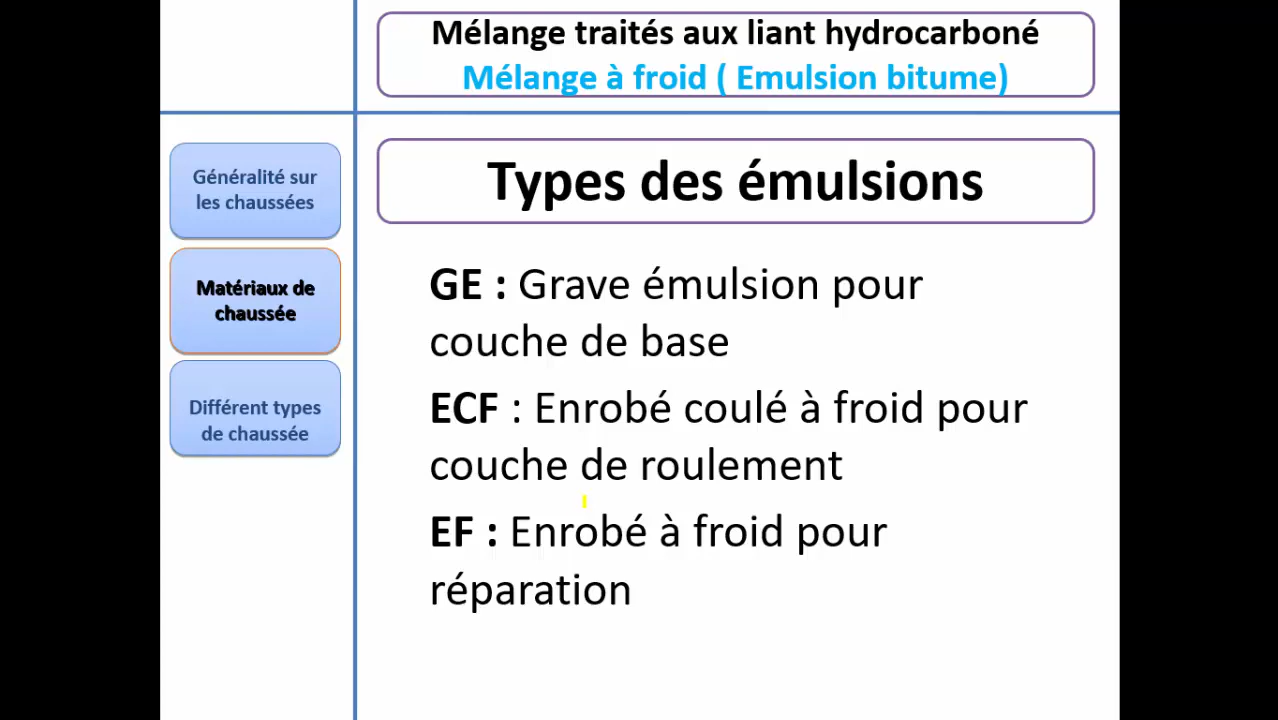 Mélange traités aux liant hydrocarboné
Mélange à froid ( Emulsion bitume)
Généralité sur
les chaussées
Matériaux de
chaussée
Différent types
de chaussée
Types des émulsions
GE : Grave émulsion pour
couche de base
ECF : Enrobé coulé à froid pour
couche de roulement
EF : Enrobé à froid pour
réparation